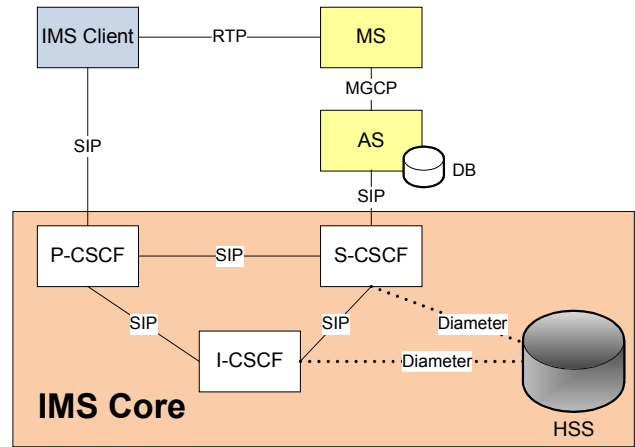 IMS Client
RTP
MS
MGCP
AS
DB
SIP
SIP
P-CSCF
SIP
S-CSCF
SIP
SIP
Diameter
I-CSCF
Diameter
IMS Core
HSS